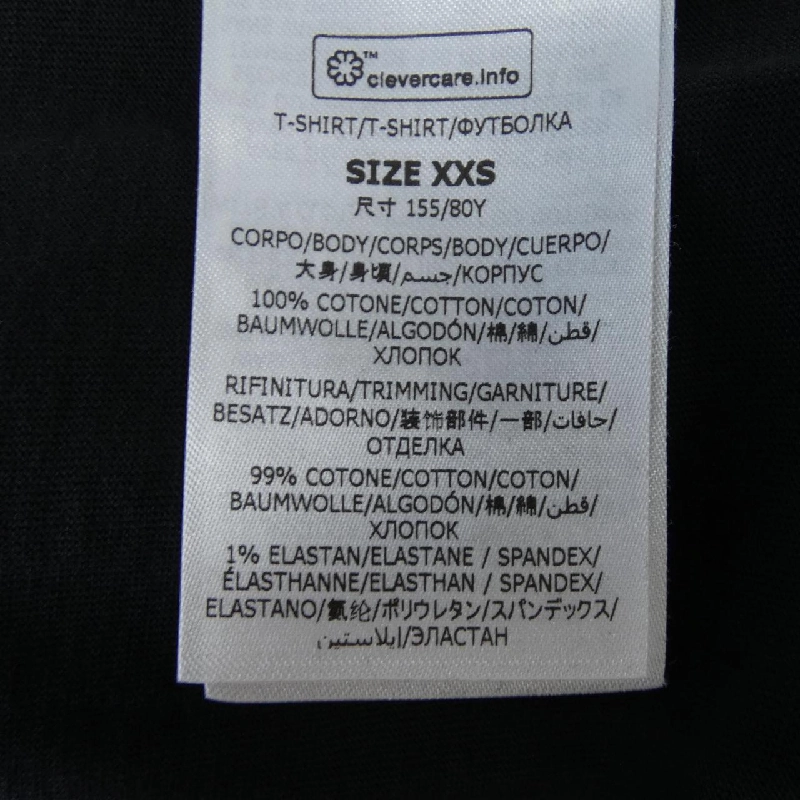 ™
clevercare.info
T-SHIRT/T-SHIRT/ФУТБОЛКА
SIZE XXS
尺寸 155/80Y
CORPO/BODY/CORPS/BODY/CUERPO/
大身/身頃/جسم/КОРПУС
100% COTONE/COTTON/COTON/
BAUMWOLLE/ALGODÓN/棉/綿/قطن/
ХЛОПОК
RIFINITURA/TRIMMING/GARNITURE/
BESATZ/ADORNO/装饰部件/一部/حافات/
ОТДЕЛКА
99% COTONE/COTTON/COTON/
BAUMWOLLE/ALGODÓN/棉/綿/قطن/
ХЛОПОК
1% ELASTAN/ELASTANE / SPANDEX/
ÉLASTHANNE/ELASTHAN / SPANDEX/
ELASTANO/氨纶/ポリウレタン/スパンデックス/
إيلاستين/ЭЛАСТАН